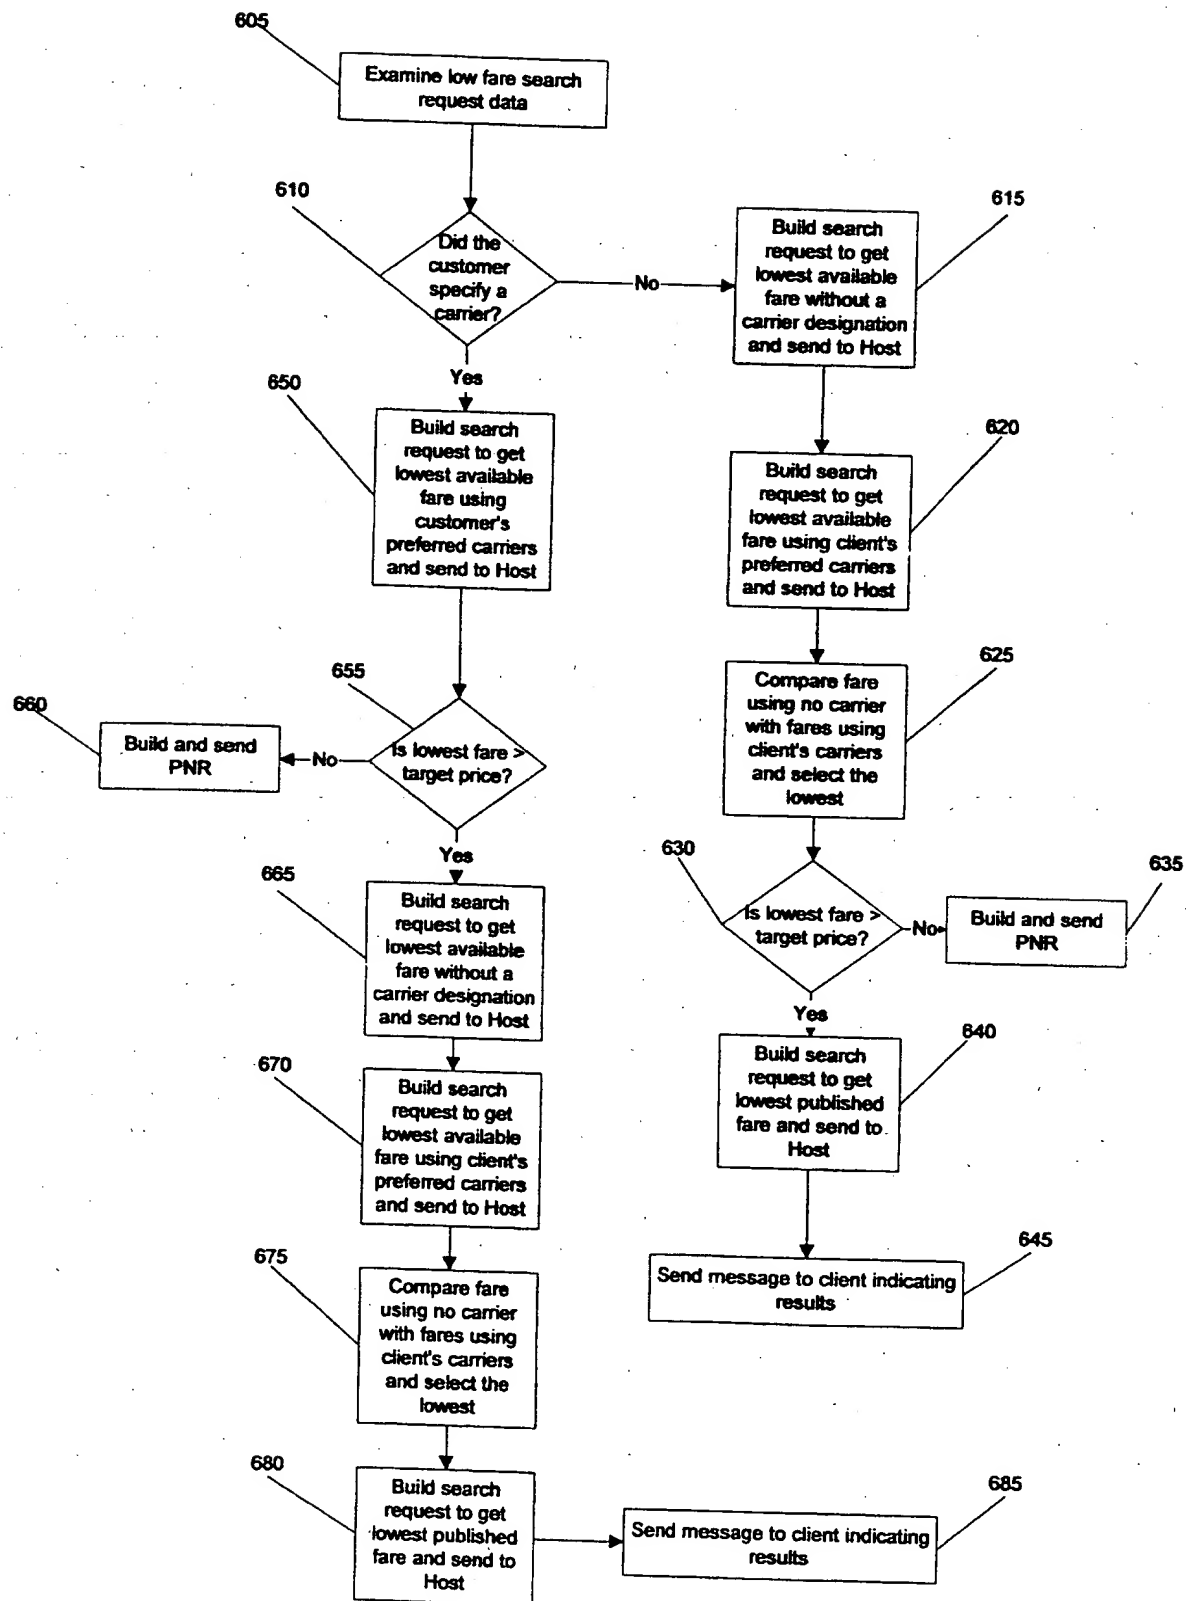 605
Examine low fare search
request data
610
Did the
customer
specify a
carrier?
No
615
Build search
request to get
lowest available
fare without a
carrier designation
and send to Host
Yes
650
Build search
request to get
lowest available
fare using
customer's
preferred carriers
and send to Host
620
Build search
request to get
lowest available
fare using client's
preferred carriers
and send to Host
625
Compare fare
using no carrier
with fares using
client's carriers
and select the
lowest
655
Is lowest fare >
target price?
No
660
Build and send
PNR
Yes
630
Is lowest fare >
target price?
No
635
Build and send
PNR
Yes
665
Build search
request to get
lowest available
fare without a
carrier designation
and send to Host
640
Build search
request to get
lowest published
fare and send to
Host
670
Build search
request to get
lowest available
fare using client's
preferred carriers
and send to Host
645
Send message to client indicating
results
675
Compare fare
using no carrier
with fares using
client's carriers
and select the
lowest
680
Build search
request to get
lowest published
fare and send to
Host
685
Send message to client indicating
results